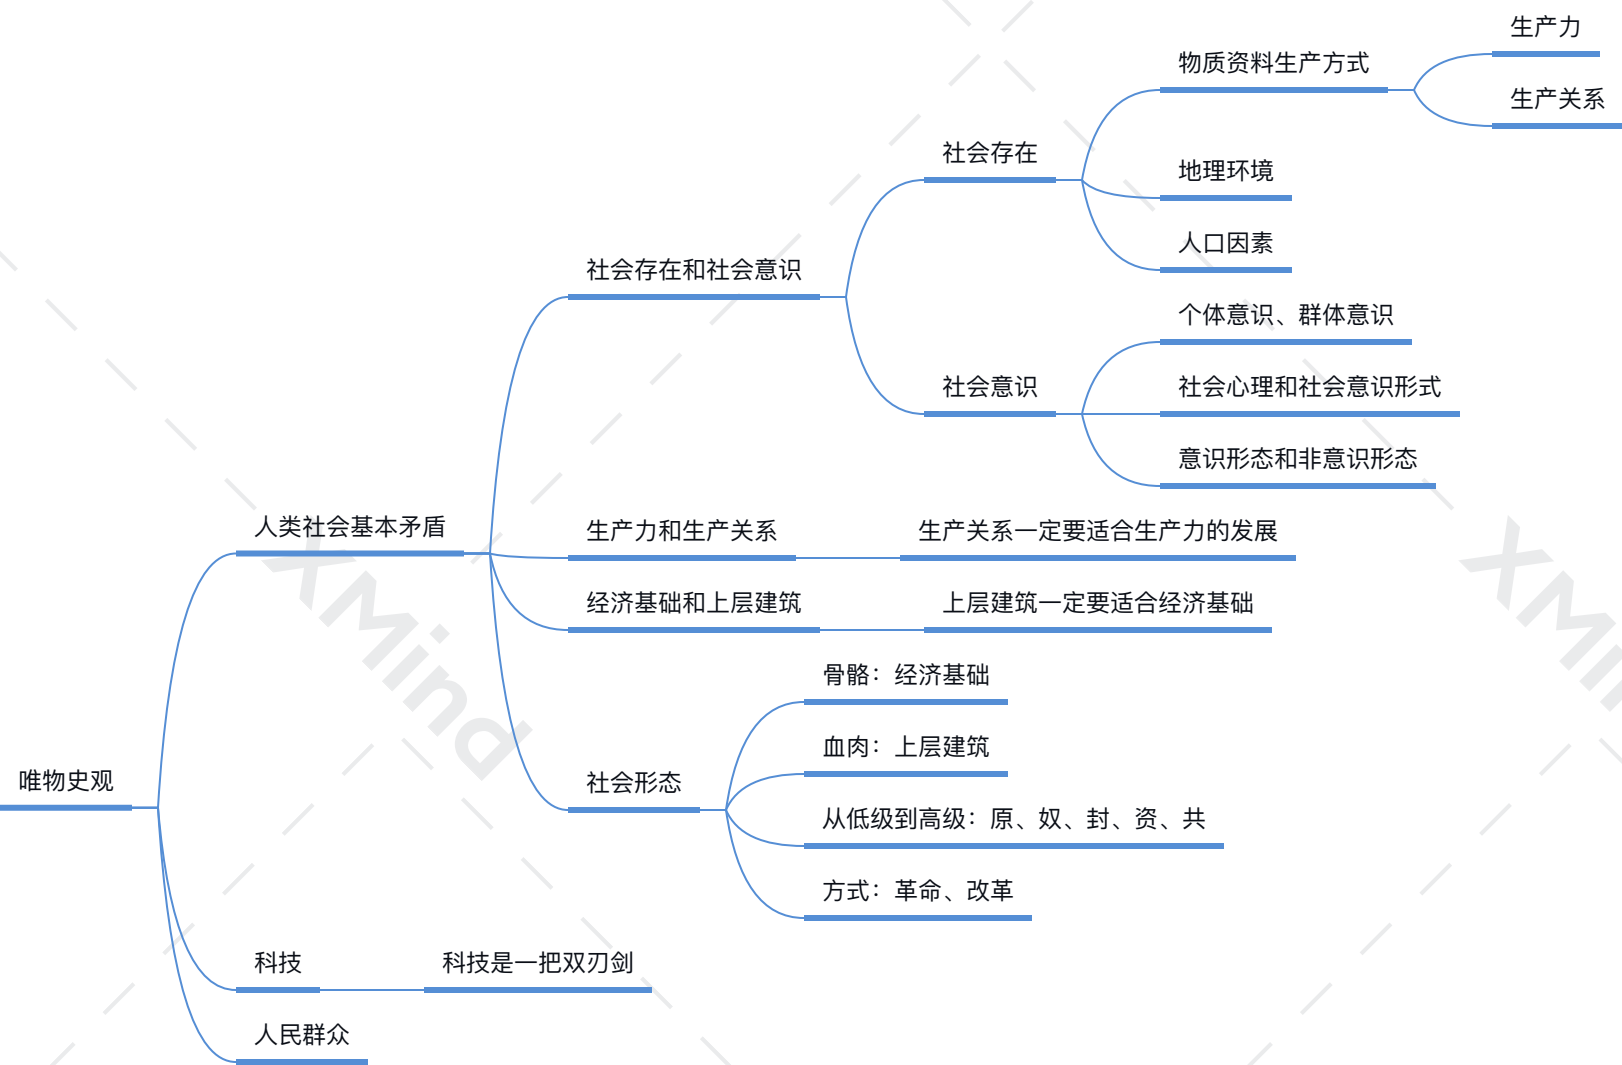 生产力
物质资料生产方式
生产关系
社会存在
地理环境
人口因素
社会存在和社会意识
个体意识、群体意识
社会意识
社会心理和社会意识形式
意识形态和非意识形态
人类社会基本矛盾
生产力和生产关系
生产关系一定要适合生产力的发展
经济基础和上层建筑
上层建筑一定要适合经济基础
骨骼：经济基础
血肉：上层建筑
唯物史观
社会形态
从低级到高级：原、奴、封、资、共
方式：革命、改革
科技
科技是一把双刃剑
人民群众
XMind
XMin